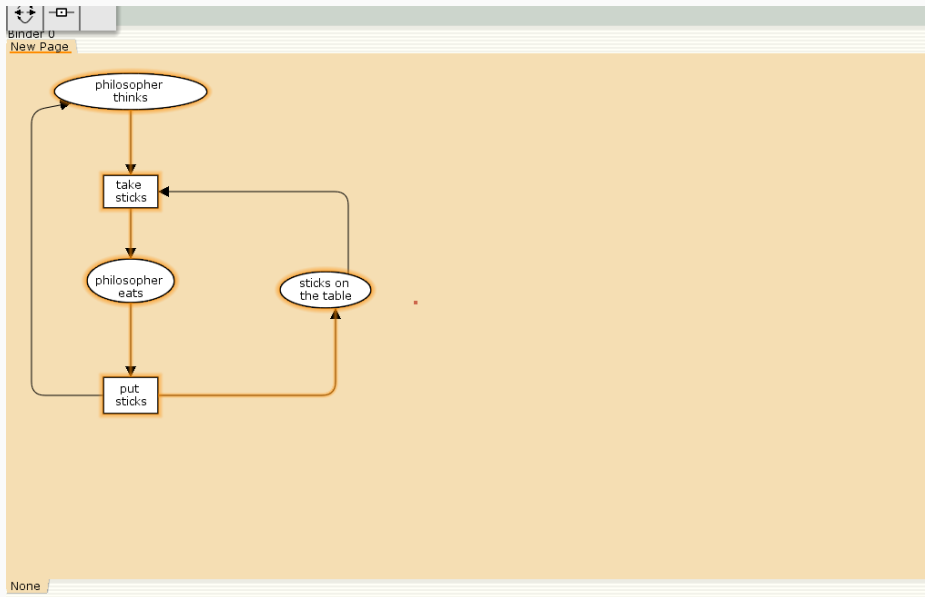 Binder 0
New Page
philosopher
thinks
take
sticks
philosopher
eats
sticks on
the table
put
sticks
None